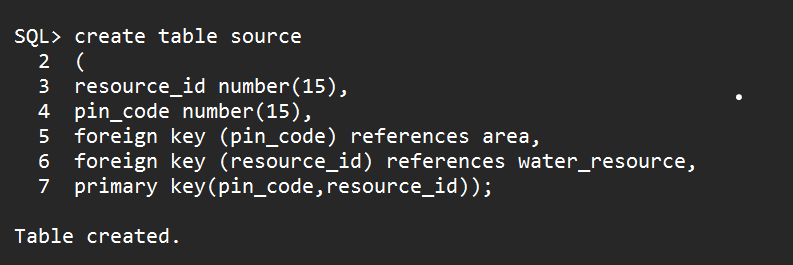 SQL> create table source
2 (
3 resource_id number(15),
4 pin_code number(15),
5 foreign key (pin_code) references area,
6 foreign key (resource_id) references water_resource,
7 primary key(pin_code,resource_id));
Table created.